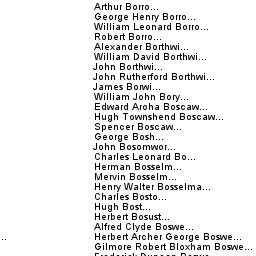 Arthur Borro...
George Henry Borro...
William Leonard Borro...
Robert Borro...
Alexander Borthwi...
William David Borthwi...
John Borthwi...
John Rutherford Borthwi...
James Borwi...
William John Bory...
Edward Aroha Boscaw...
Hugh Townshend Boscaw...
Spencer Boscaw...
George Bosh...
John Bosomwor...
Charles Leonard Bo...
Herman Bosselm...
Mervin Bosselm...
Henry Walter Bosselma...
Charles Bosto...
Hugh Bost...
Herbert Bosust...
Alfred Clyde Boswe...
... Herbert Archer George Boswe...
Gilmore Robert Bloxham Boswe...
Frederick Duncan